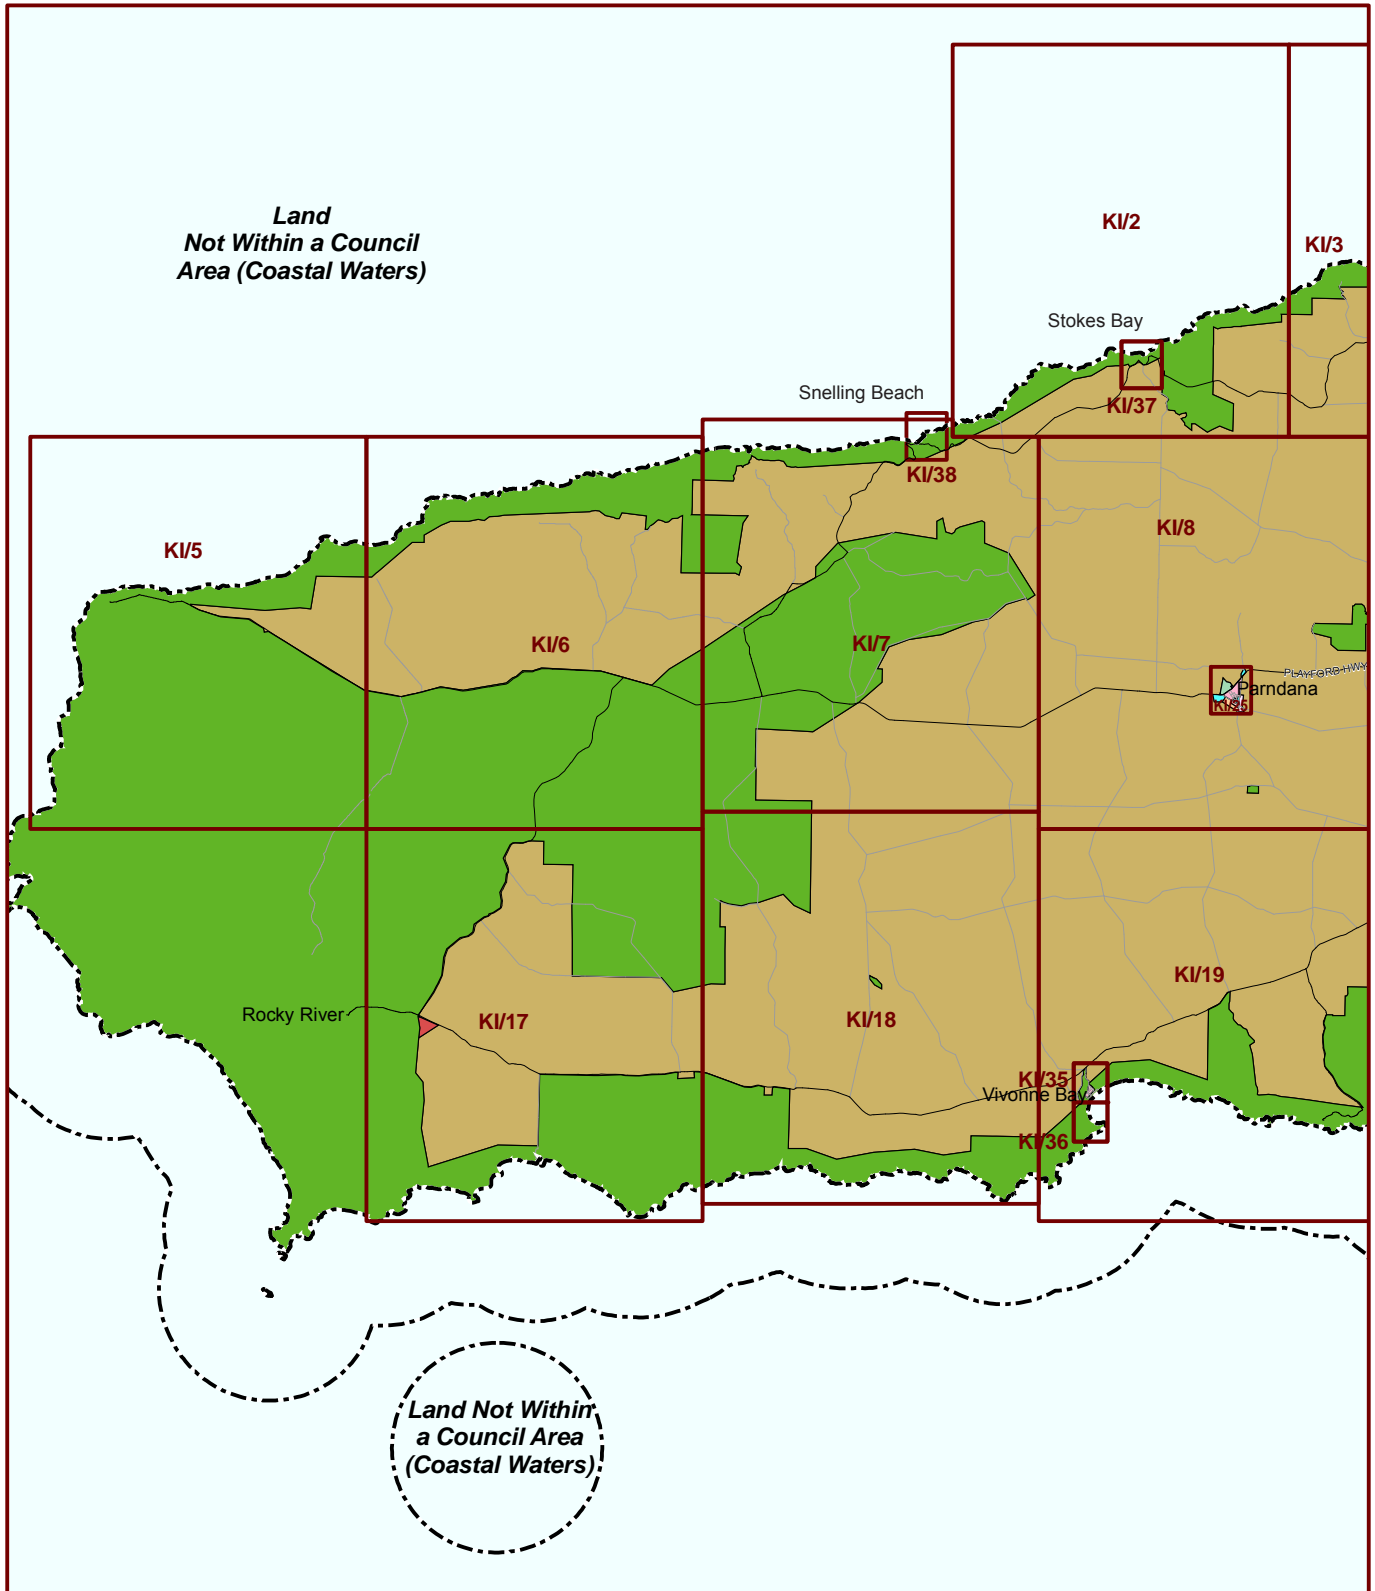 Land
Not Within a Council
Area (Coastal Waters)
KI/2
KI/3
Stokes Bay
Snelling Beach
KI/37
KI/38
KI/8
KI/5
KI/6
KI/7
PLAYFORD HWY
Parndana
KI/25
KI/19
Rocky River
KI/17
KI/18
KI/35
Vivonne Bay
KI/36
Land Not Within
a Council Area
(Coastal Waters)